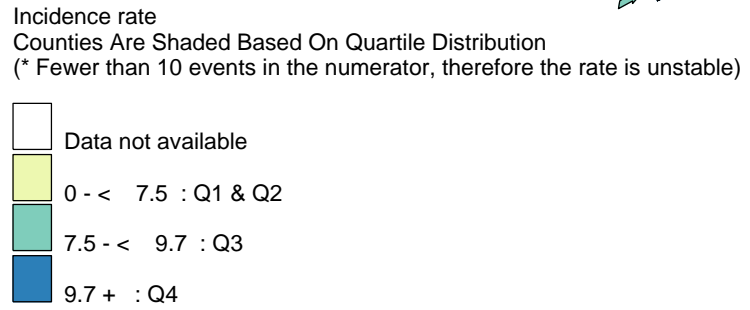 Incidence rate
Counties Are Shaded Based On Quartile Distribution
(* Fewer than 10 events in the numerator, therefore the rate is unstable)
Data not available
0 - < 7.5 : Q1 & Q2
7.5 - < 9.7 : Q3
9.7 + : Q4